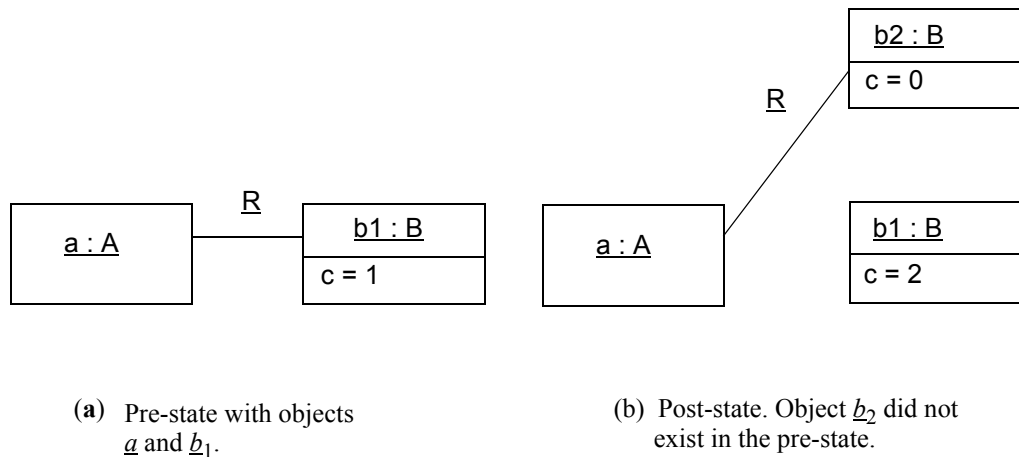 R
a : A
b1 : B
c = 1
(a) Pre-state with objects
a and b1.
b2 : B
c = 0
R
a : A
b1 : B
c = 2
(b) Post-state. Object b2 did not
exist in the pre-state.